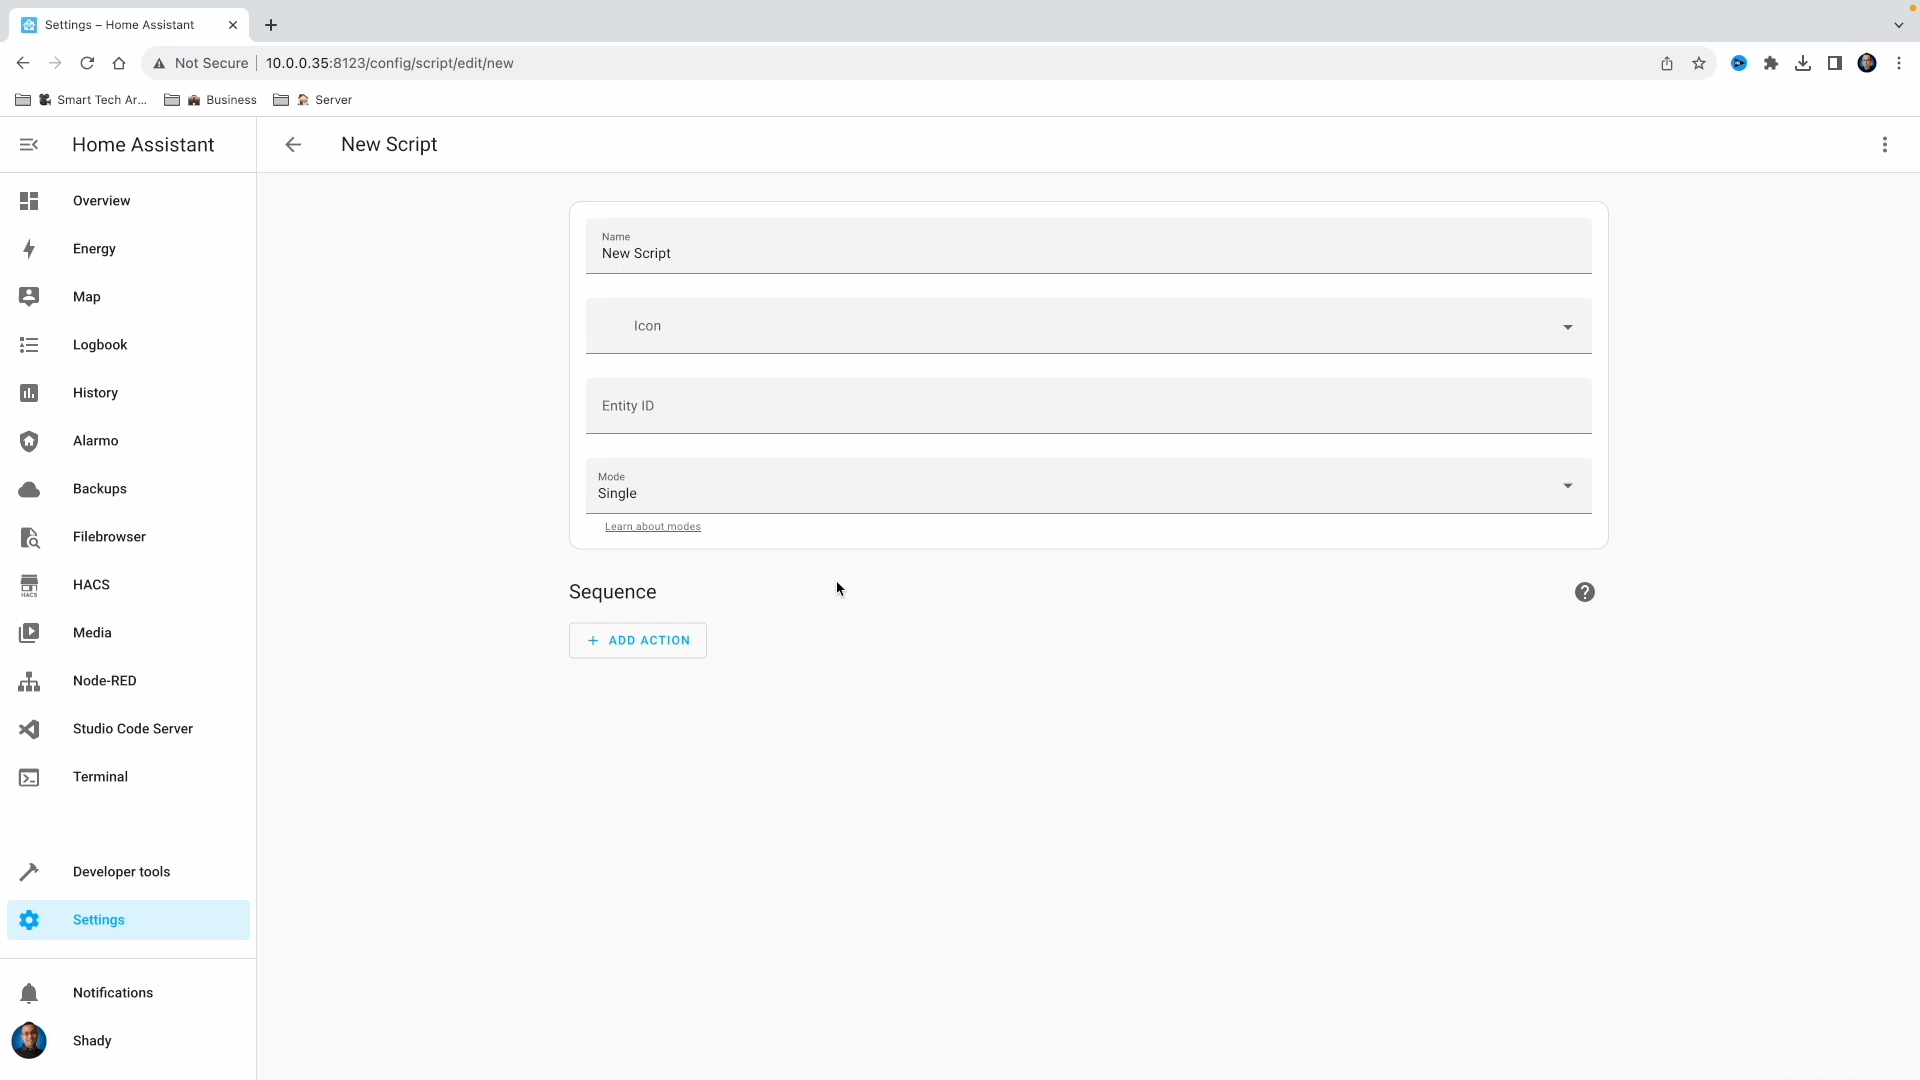 Settings – Home Assistant
Not Secure
10.0.0.35:8123/config/script/edit/new
Smart Tech Ar...
Business
Server
Home Assistant
New Script
Overview
Energy
Map
Logbook
History
Alarmo
Backups
Filebrowser
HACS
HACS
Media
Node-RED
Studio Code Server
Terminal
Developer tools
Settings
Notifications
Shady
Name
New Script
Icon
Entity ID
Mode
Single
Learn about modes
Sequence
+ ADD ACTION